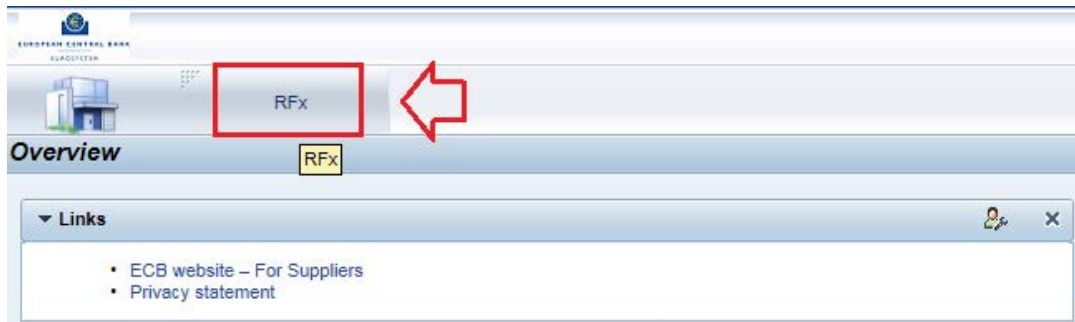 EUROPEAN CENTRAL BANK
EUROSYSTEM
RFx
Overview
RFx
Links
ECB website – For Suppliers
Privacy statement